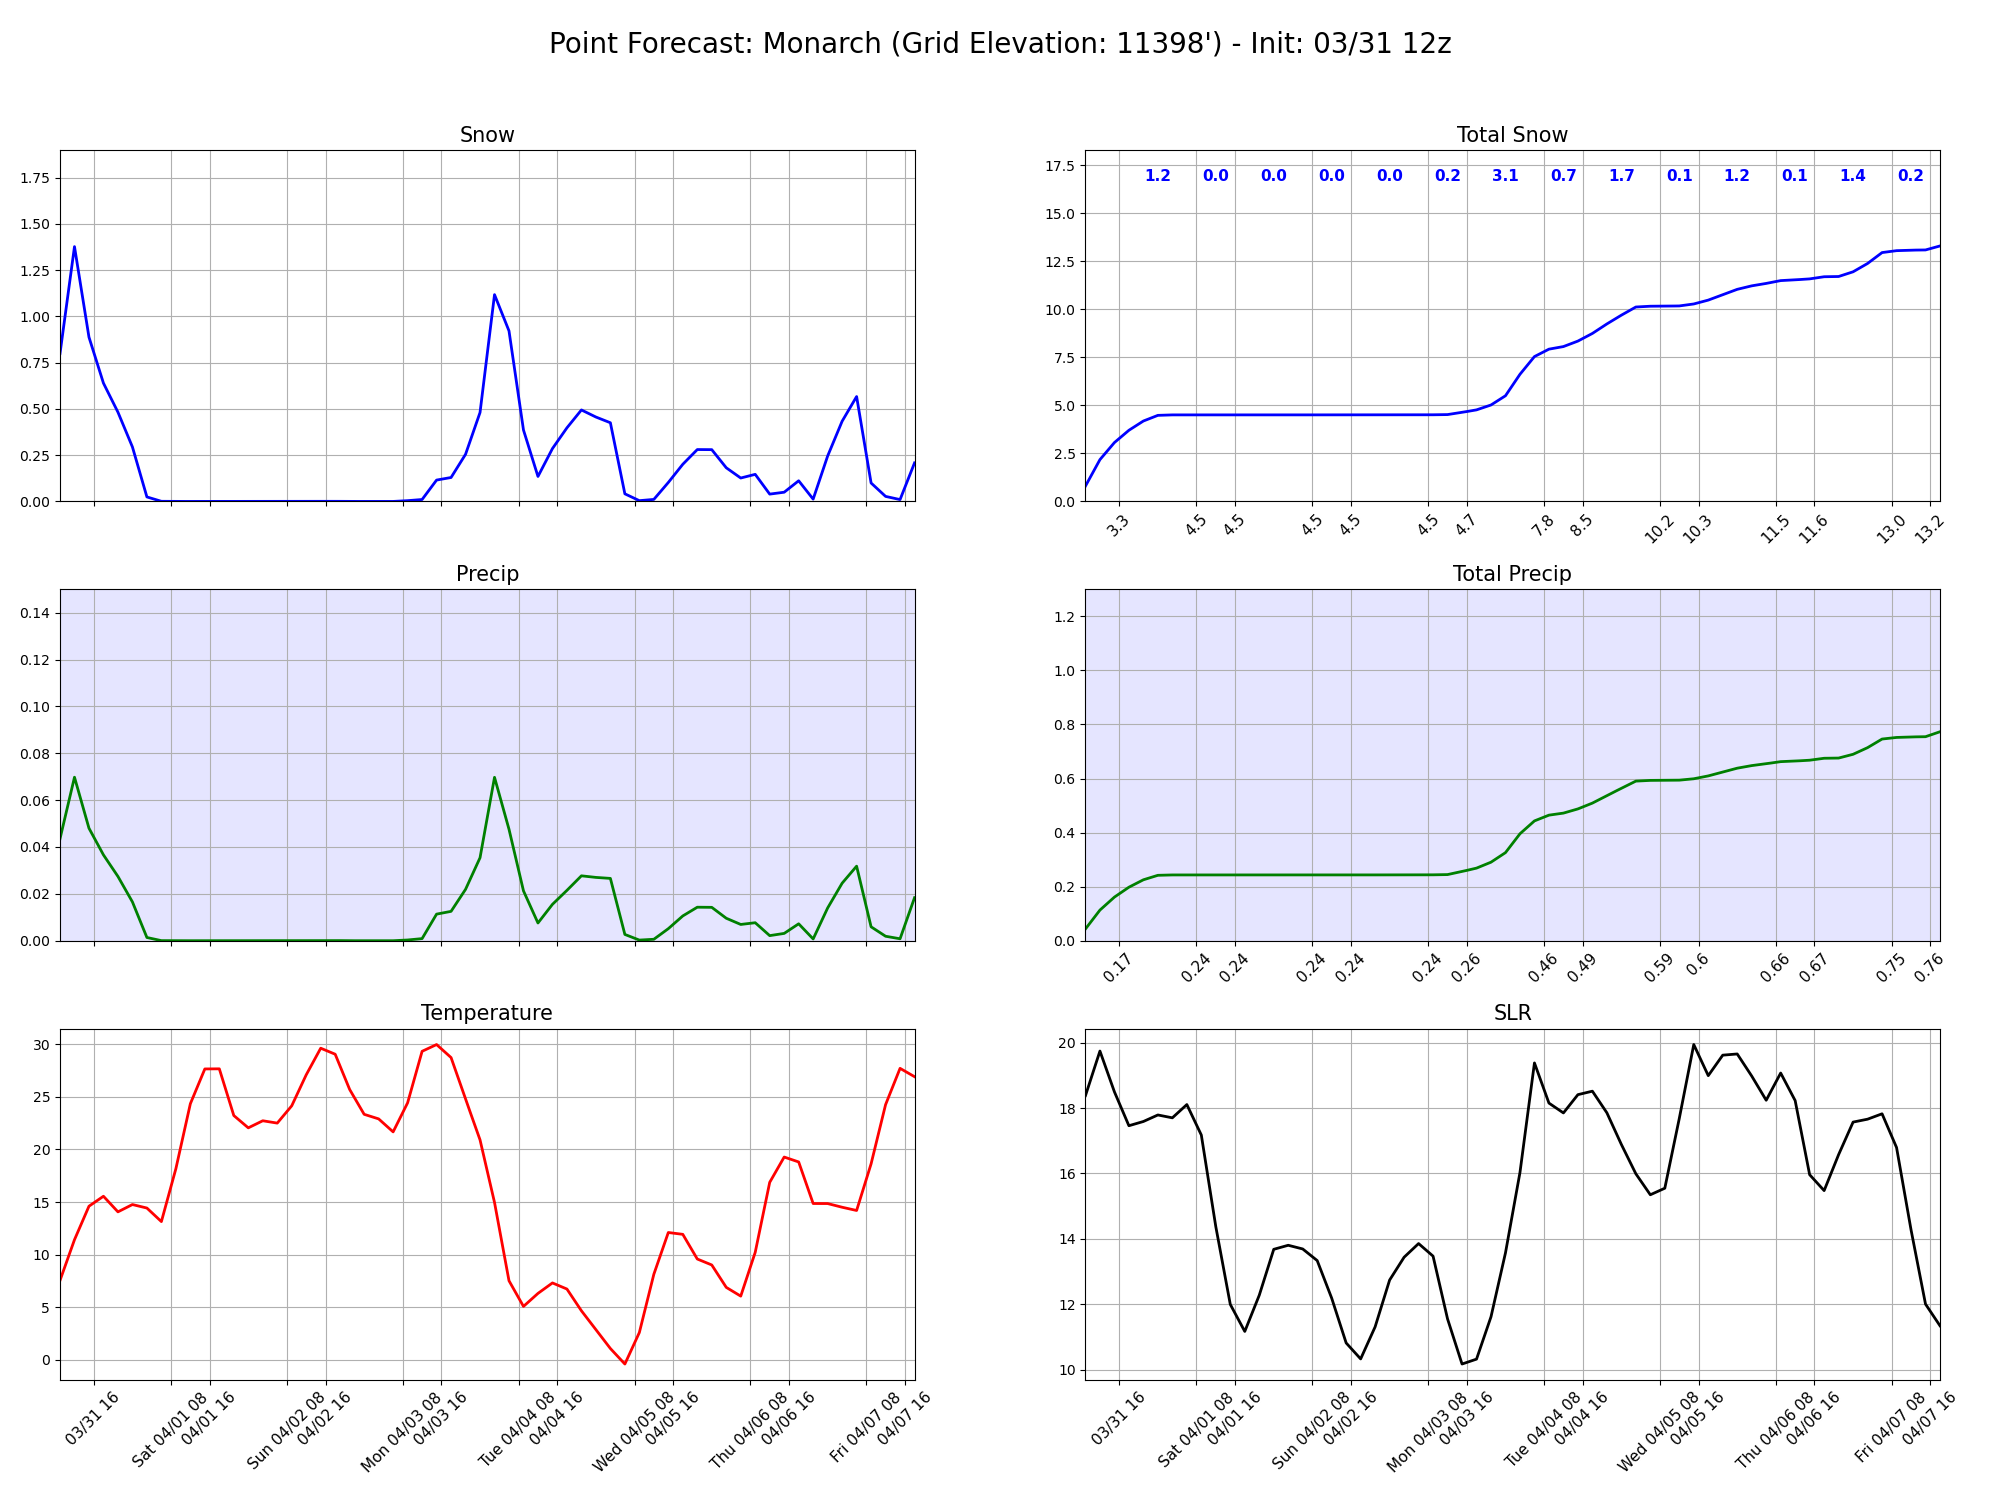 Point Forecast: Monarch (Grid Elevation: 11398') - Init: 03/31 12z
Snow
1.75
1.50
1.25
1.00
0.75
0.50
0.25
0.00
Total Snow
17.5
15.0
12.5
10.0
7.5
5.0
2.5
0.0
1.2 0.0 0.0 0.0 0.0 0.2 3.1 0.7 1.7 0.1 1.2 0.1 1.4 0.2
3.3 4.5 4.5 4.5 4.5 4.5 4.7 7.8 8.5 10.2 10.3 11.5 11.6 13.0 13.2
Precip
0.14
0.12
0.10
0.08
0.06
0.04
0.02
0.00
Total Precip
1.2
1.0
0.8
0.6
0.4
0.2
0.0
0.17 0.24 0.24 0.24 0.24 0.24 0.26 0.46 0.49 0.59 0.6 0.66 0.67 0.75 0.76
Temperature
30
25
20
15
10
5
0
03/31 16
Sat 04/01 08
04/01 16
Sun 04/02 08
04/02 16
Mon 04/03 08
04/03 16
Tue 04/04 08
04/04 16
Wed 04/05 08
04/05 16
Thu 04/06 08
04/06 16
Fri 04/07 08
04/07 16
SLR
20
18
16
14
12
10
03/31 16
Sat 04/01 08
04/01 16
Sun 04/02 08
04/02 16
Mon 04/03 08
04/03 16
Tue 04/04 08
04/04 16
Wed 04/05 08
04/05 16
Thu 04/06 08
04/06 16
Fri 04/07 08
04/07 16